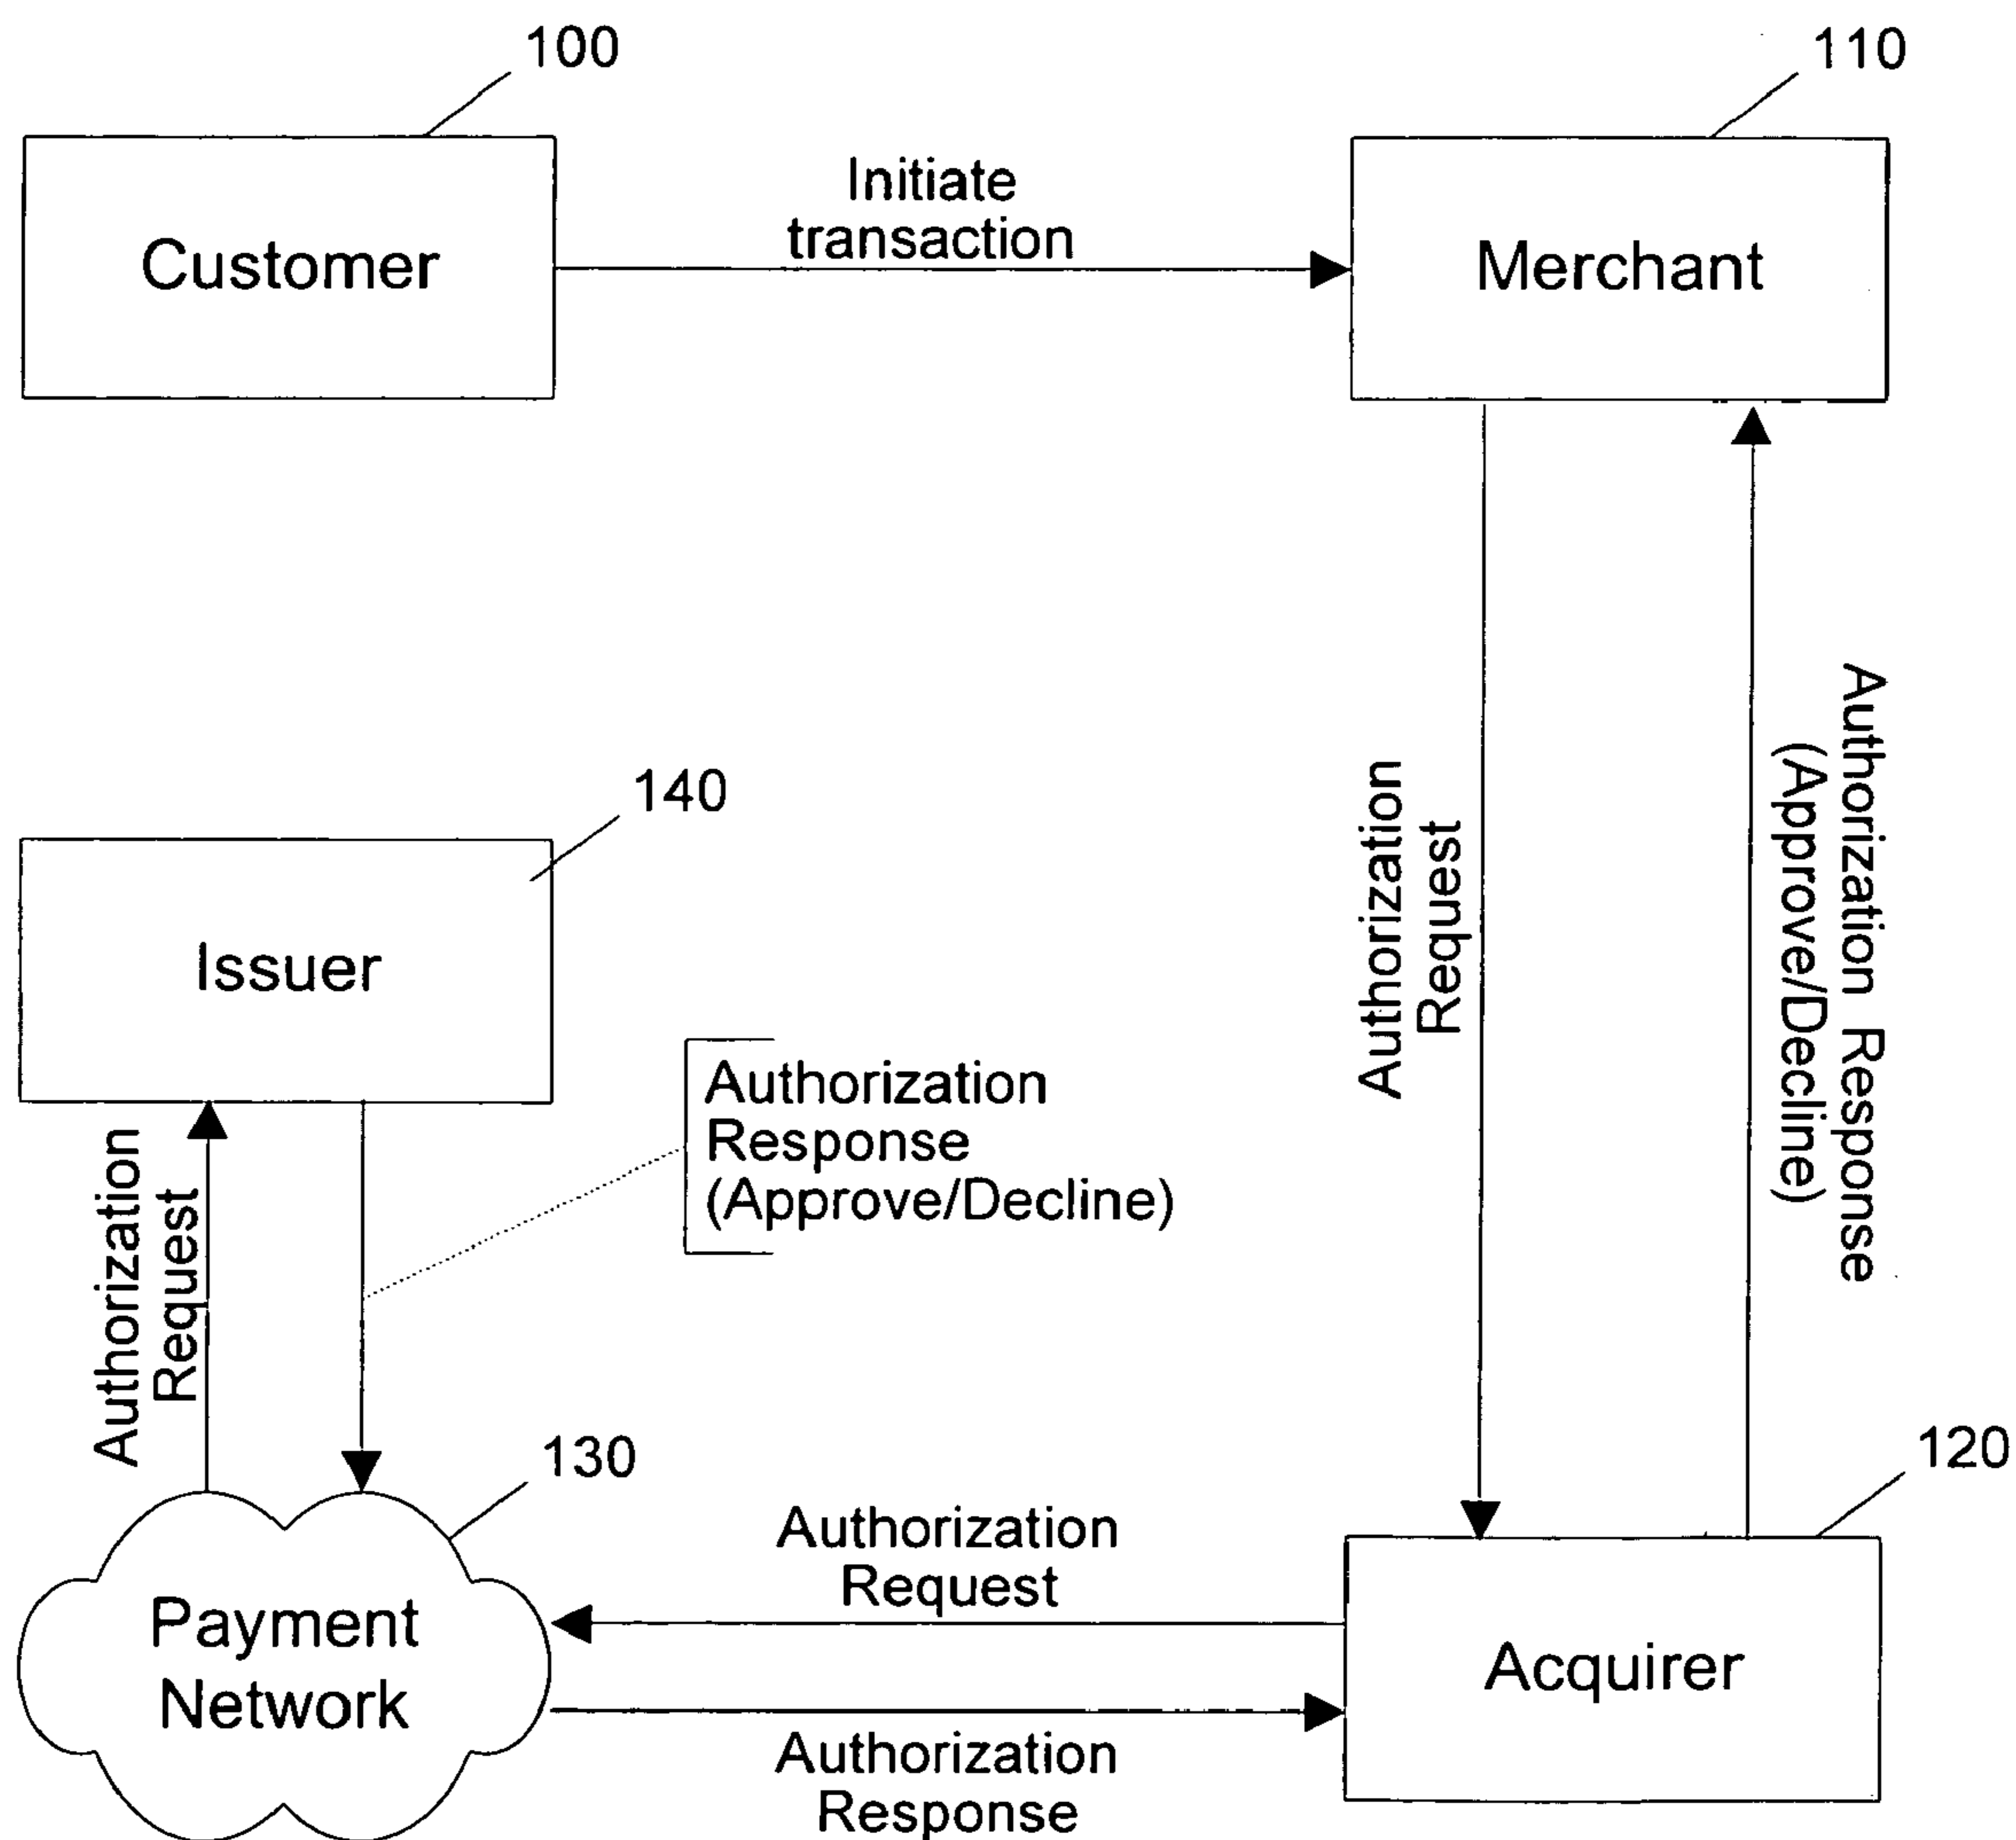 100
110
Customer
Initiate
transaction
Merchant
140
Issuer
Authorization
Request
Authorization Response
(Approve/Decline)
Authorization
Response
(Approve/Decline)
Authorization
Request
130
120
Payment
Network
Authorization
Request
Acquirer
Authorization
Response